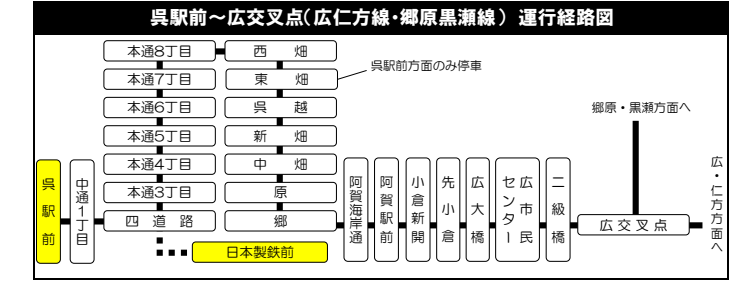 呉駅前～広交叉点(広仁方線・郷原黒瀬線) 運行経路図
本通8丁目
西畑
本通7丁目
東畑
呉駅前方面のみ停車
本通6丁目
呉越
本通5丁目
新畑
本通4丁目
中畑
本通3丁目
原
四道路
郷
日本製鉄前
呉駅前
中通1丁目
阿賀海岸通
阿賀駅前
小倉新開
先小倉
広大橋
広市民
センター
二級橋
広交叉点
郷原・黒瀬方面へ
広・仁方方面へ